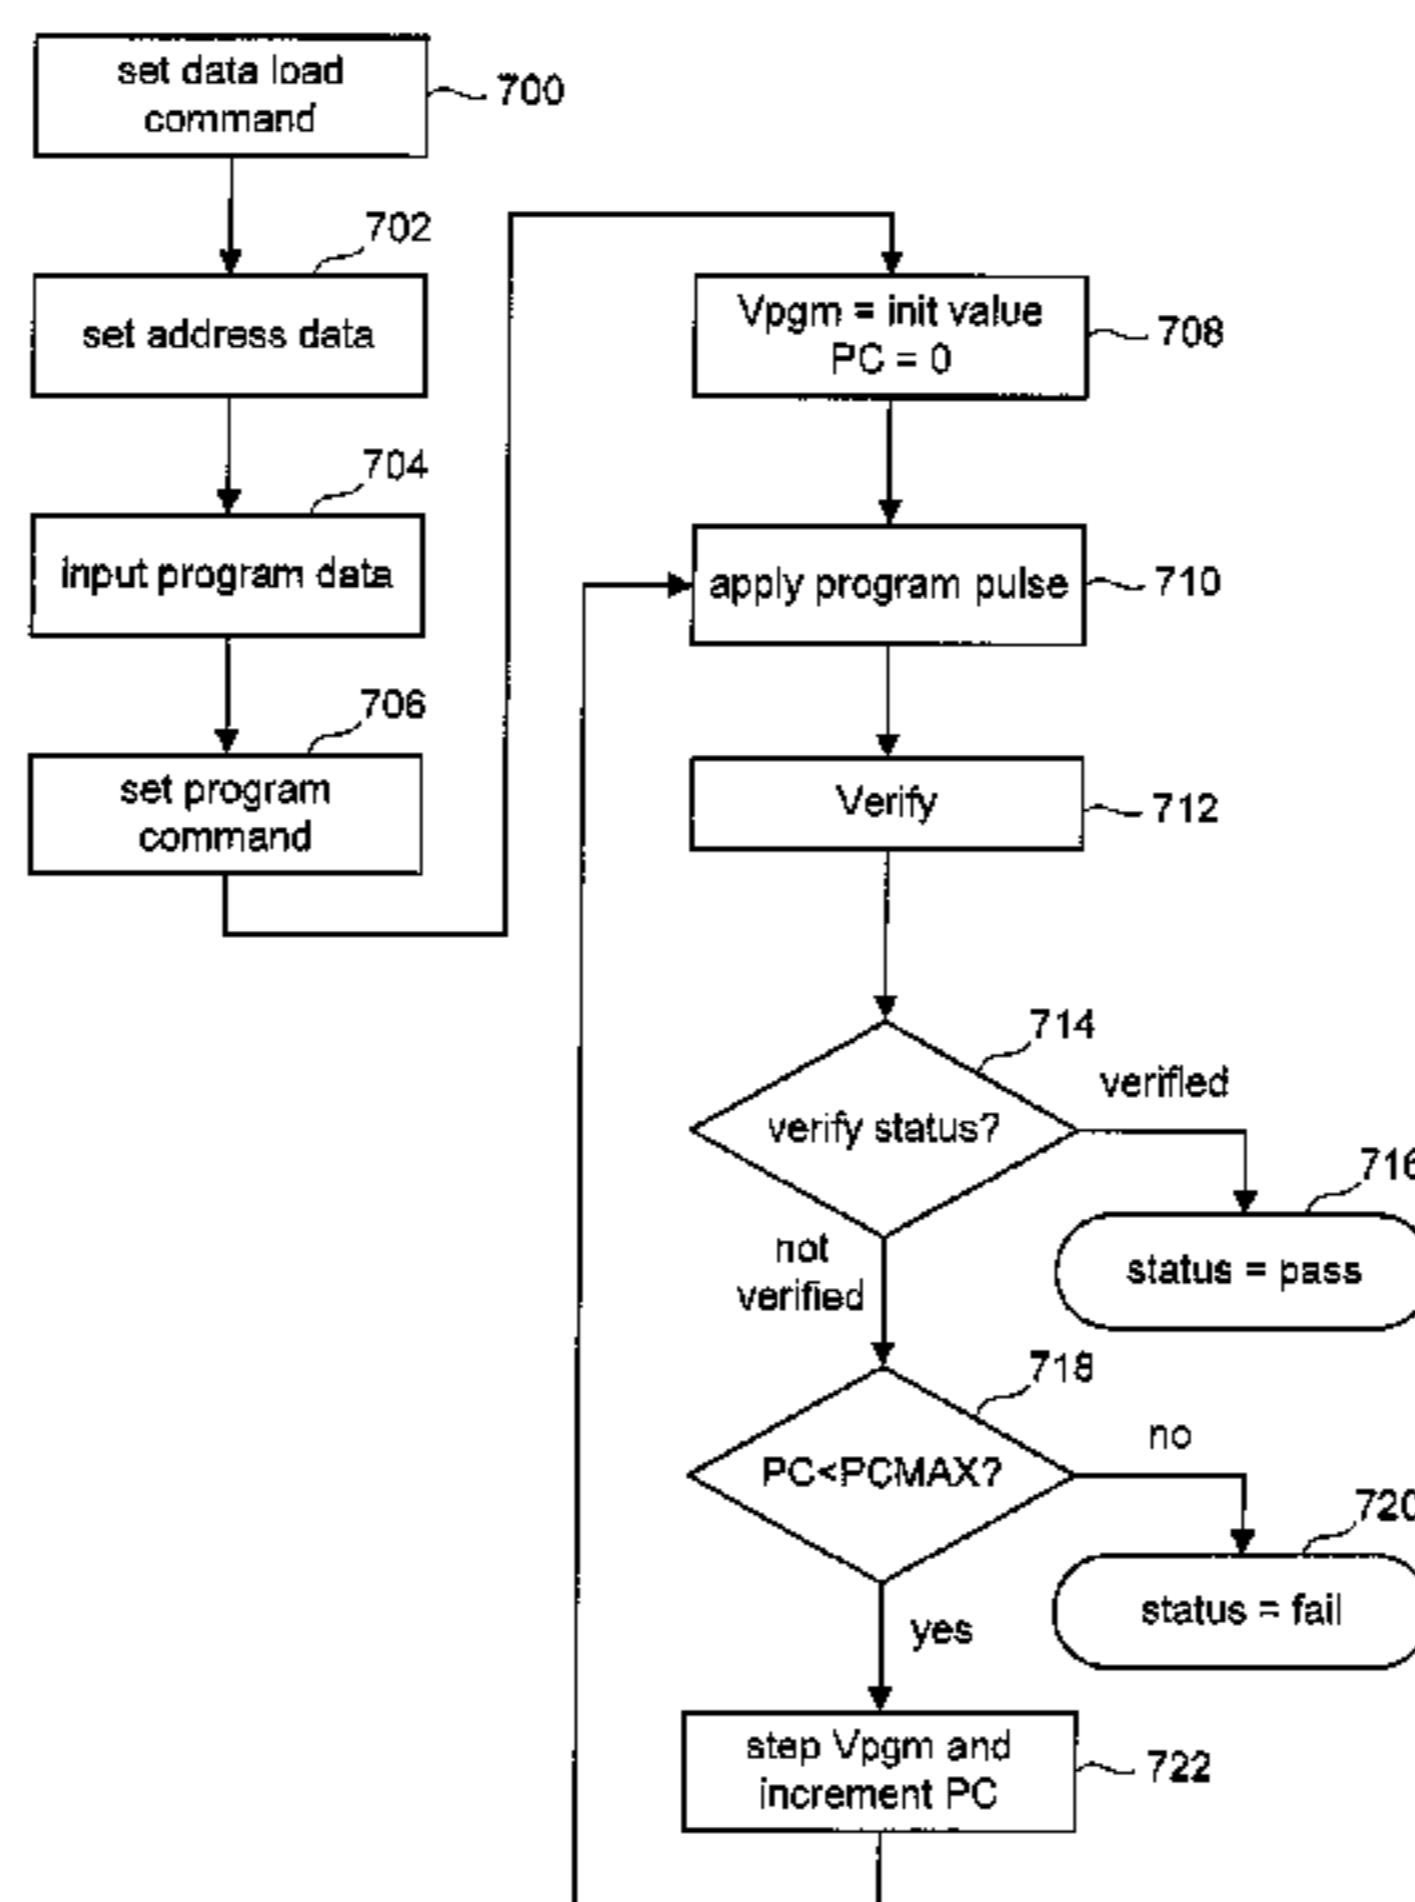 set data load
command
700
702
set address data
704
input program data
706
set program
command
Vpgm = init value
PC = 0
708
apply program pulse
710
Verify
712
714
verify status?
verified
716
status = pass
not
verified
718
PC<PCMAX?
no
720
status = fail
yes
step Vpgm and
increment PC
722